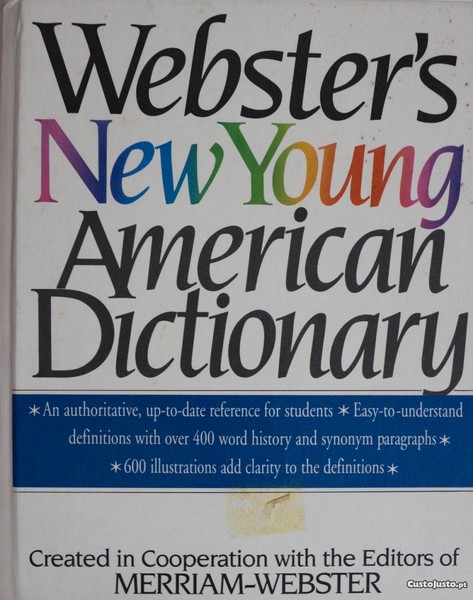 Webster's
New Young
American
Dictionary
* An authoritative, up-to-date reference for students * Easy-to-understand
definitions with over 400 word history and synonym paragraphs *
* 600 illustrations add clarity to the definitions *
Created in Cooperation with the Editors of
MERRIAM-WEBSTER
CustoJusto.pt